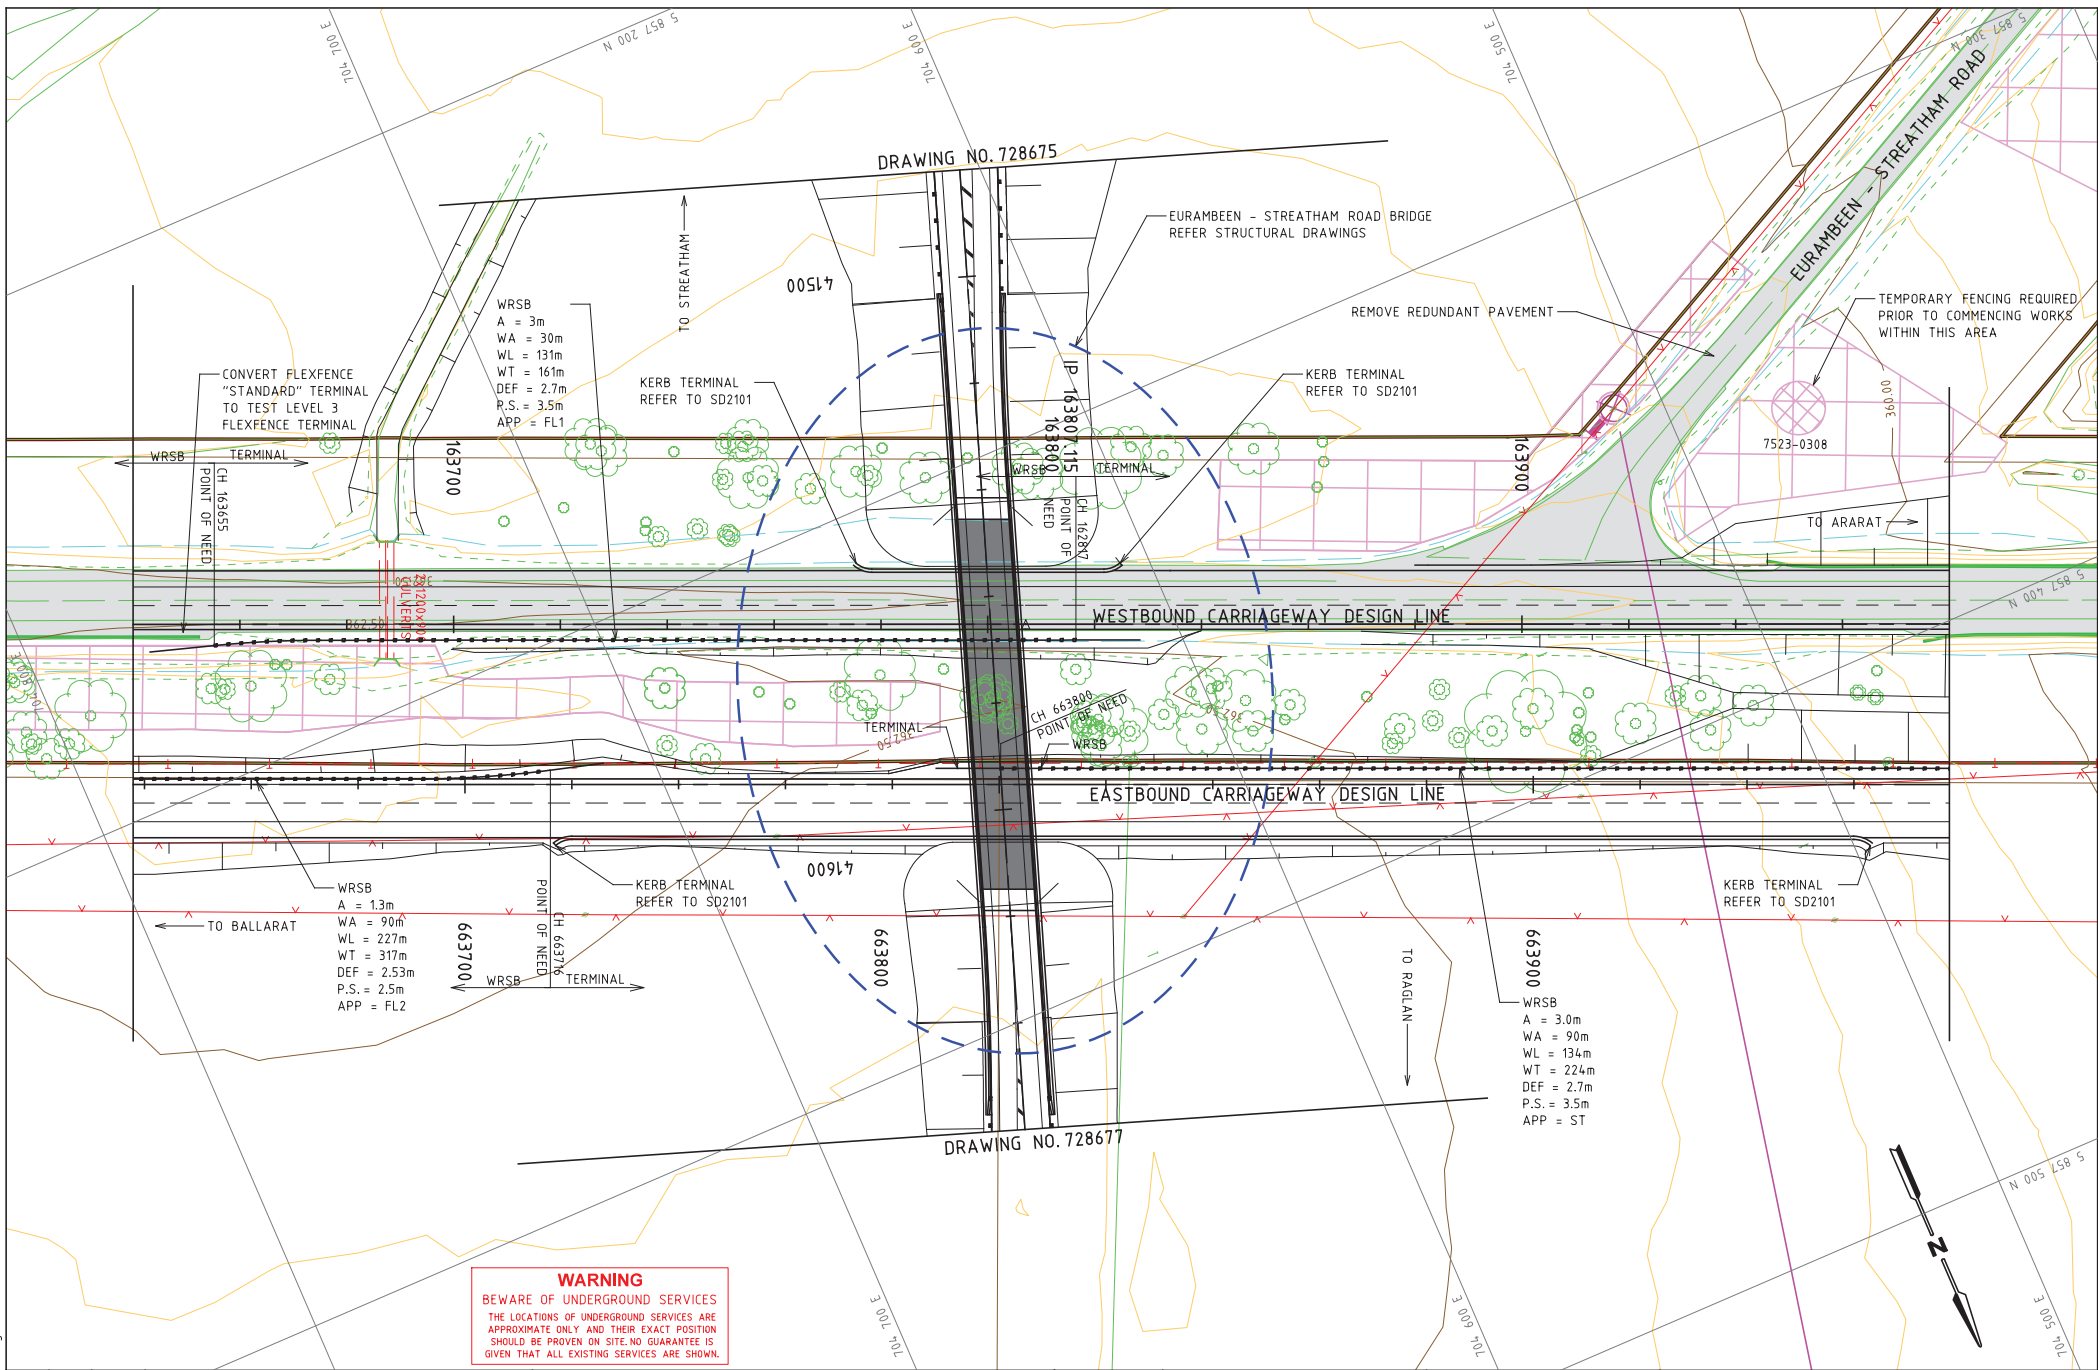 704 700 E
5 857 200 N
704 600 E
704 500 E
5 857 300 N
EURAMBEEN - STREATHAM ROAD
DRAWING NO. 728675
EURAMBEEN - STREATHAM ROAD BRIDGE
REFER STRUCTURAL DRAWINGS
TO STREATHAM
41500
WRSB
A = 3m
WA = 30m
WL = 131m
WT = 161m
DEF = 2.7m
P.S. = 3.5m
APP = FL1
REMOVE REDUNDANT PAVEMENT
TEMPORARY FENCING REQUIRED
PRIOR TO COMMENCING WORKS
WITHIN THIS AREA
CONVERT FLEXFENCE
"STANDARD" TERMINAL
TO TEST LEVEL 3
FLEXFENCE TERMINAL
KERB TERMINAL
REFER TO SD2101
KERB TERMINAL
REFER TO SD2101
IP 163807.115
360.00
7523-0308
WRSB
TERMINAL
CH 163655
POINT OF NEED
163700
163800
WRSB
TERMINAL
CH 162817
POINT OF
NEED
163900
TO ARARAT
5 857 400 N
CULVERTS
362.50
WESTBOUND CARRIAGEWAY DESIGN LINE
CH 663800
POINT OF NEED
TERMINAL
362.50
WRSB
EASTBOUND CARRIAGEWAY DESIGN LINE
41600
WRSB
A = 1.3m
WA = 90m
WL = 227m
WT = 317m
DEF = 2.53m
P.S. = 2.5m
APP = FL2
TO BALLARAT
KERB TERMINAL
REFER TO SD2101
663700
CH 663716
POINT OF NEED
WRSB
TERMINAL
663800
KERB TERMINAL
REFER TO SD2101
TO RAGLAN
663900
WRSB
A = 3.0m
WA = 90m
WL = 134m
WT = 224m
DEF = 2.7m
P.S. = 3.5m
APP = ST
DRAWING NO. 728677
5 857 500 N
N
704 700 E
704 600 E
704 500 E
WARNING
BEWARE OF UNDERGROUND SERVICES
THE LOCATIONS OF UNDERGROUND SERVICES ARE
APPROXIMATE ONLY AND THEIR EXACT POSITION
SHOULD BE PROVEN ON SITE. NO GUARANTEE IS
GIVEN THAT ALL EXISTING SERVICES ARE SHOWN.